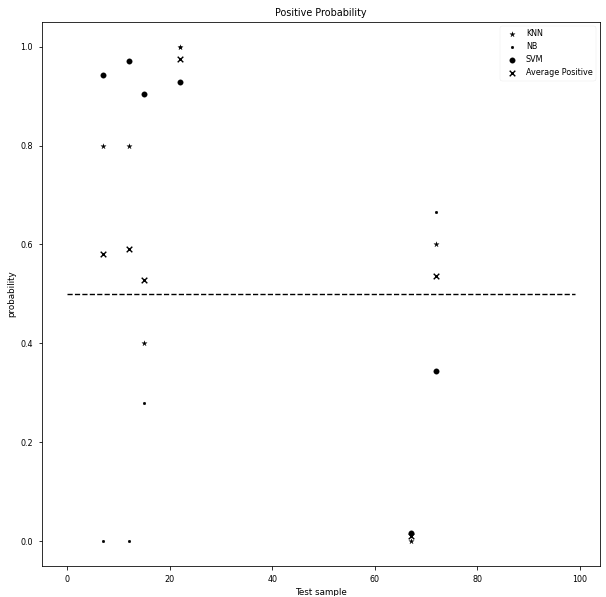 Positive Probability
KNN
NB
SVM
Average Positive
1.0
0.8
0.6
0.4
0.2
0.0
probability
0 20 40 60 80 100
Test sample